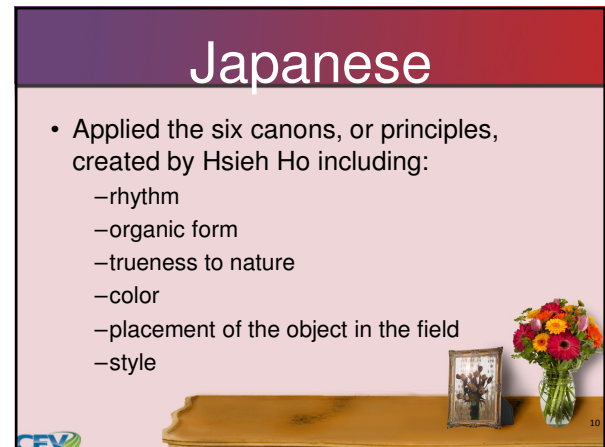 Japanese
• Applied the six canons, or principles,
created by Hsieh Ho including:
–rhythm
–organic form
–trueness to nature
–color
–placement of the object in the field
–style
10
CEV